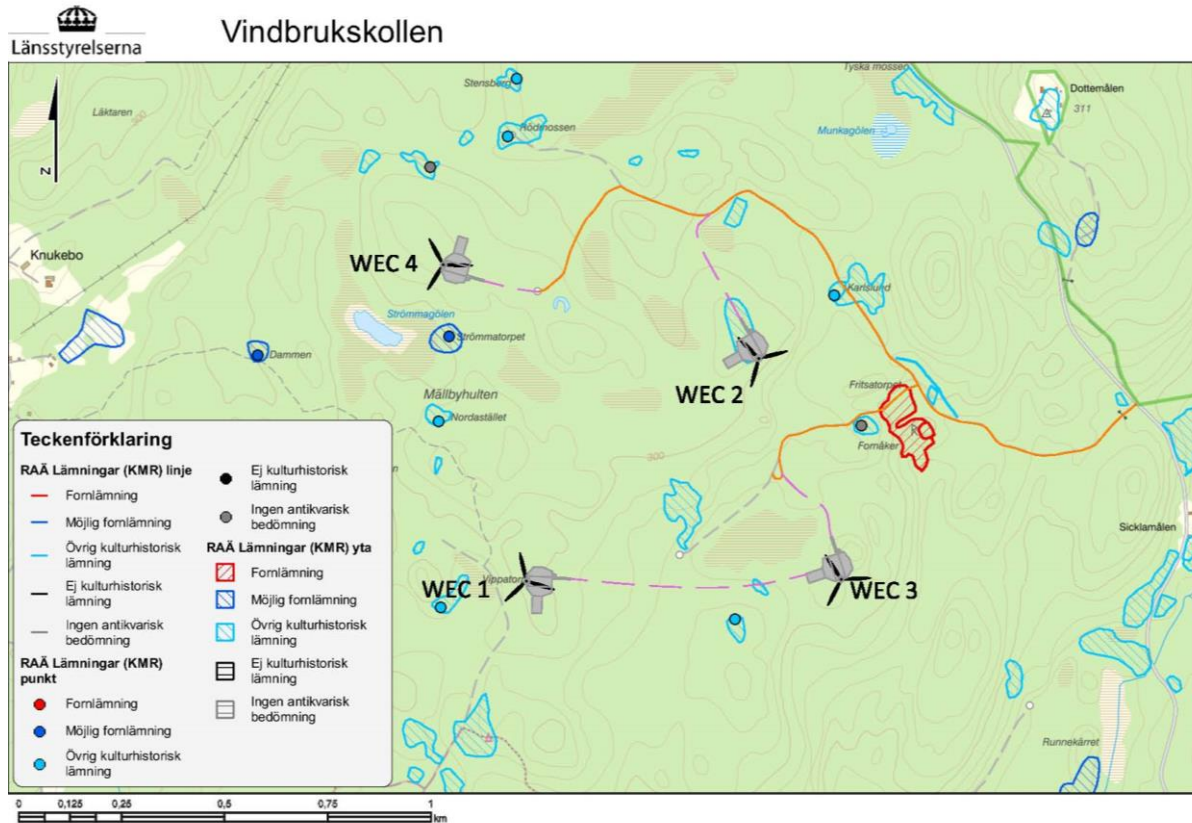 Länsstyrelserna
Vindbrukskollen
Tyska mossen
Stensberg
Dottemålen
311
Läktaren
Rödmossen
Munkagölen
N
Knukebo
WEC 4
Karlslund
Strömmagölen
Strömmatorpet
Dammen
WEC 2
Fritsatorpet
Mällbyhulten
Nordastället
R
Fornåker
300
Sicklamålen
WEC 1
Vippator
WEC 3
Runnekärret
Teckenförklaring
RAÄ Lämningar (KMR) linje
Fornlämning
Möjlig fornlämning
Övrig kulturhistorisk
lämning
Ej kulturhistorisk
lämning
Ingen antikvarisk
bedömning
RAÄ Lämningar (KMR)
punkt
Fornlämning
Möjlig fornlämning
Övrig kulturhistorisk
lämning
Ej kulturhistorisk
lämning
Ingen antikvarisk
bedömning
RAÄ Lämningar (KMR) yta
Fornlämning
Möjlig fornlämning
Övrig kulturhistorisk
lämning
Ej kulturhistorisk
lämning
Ingen antikvarisk
bedömning
0 0,125 0,25 0,5 0,75 1
km